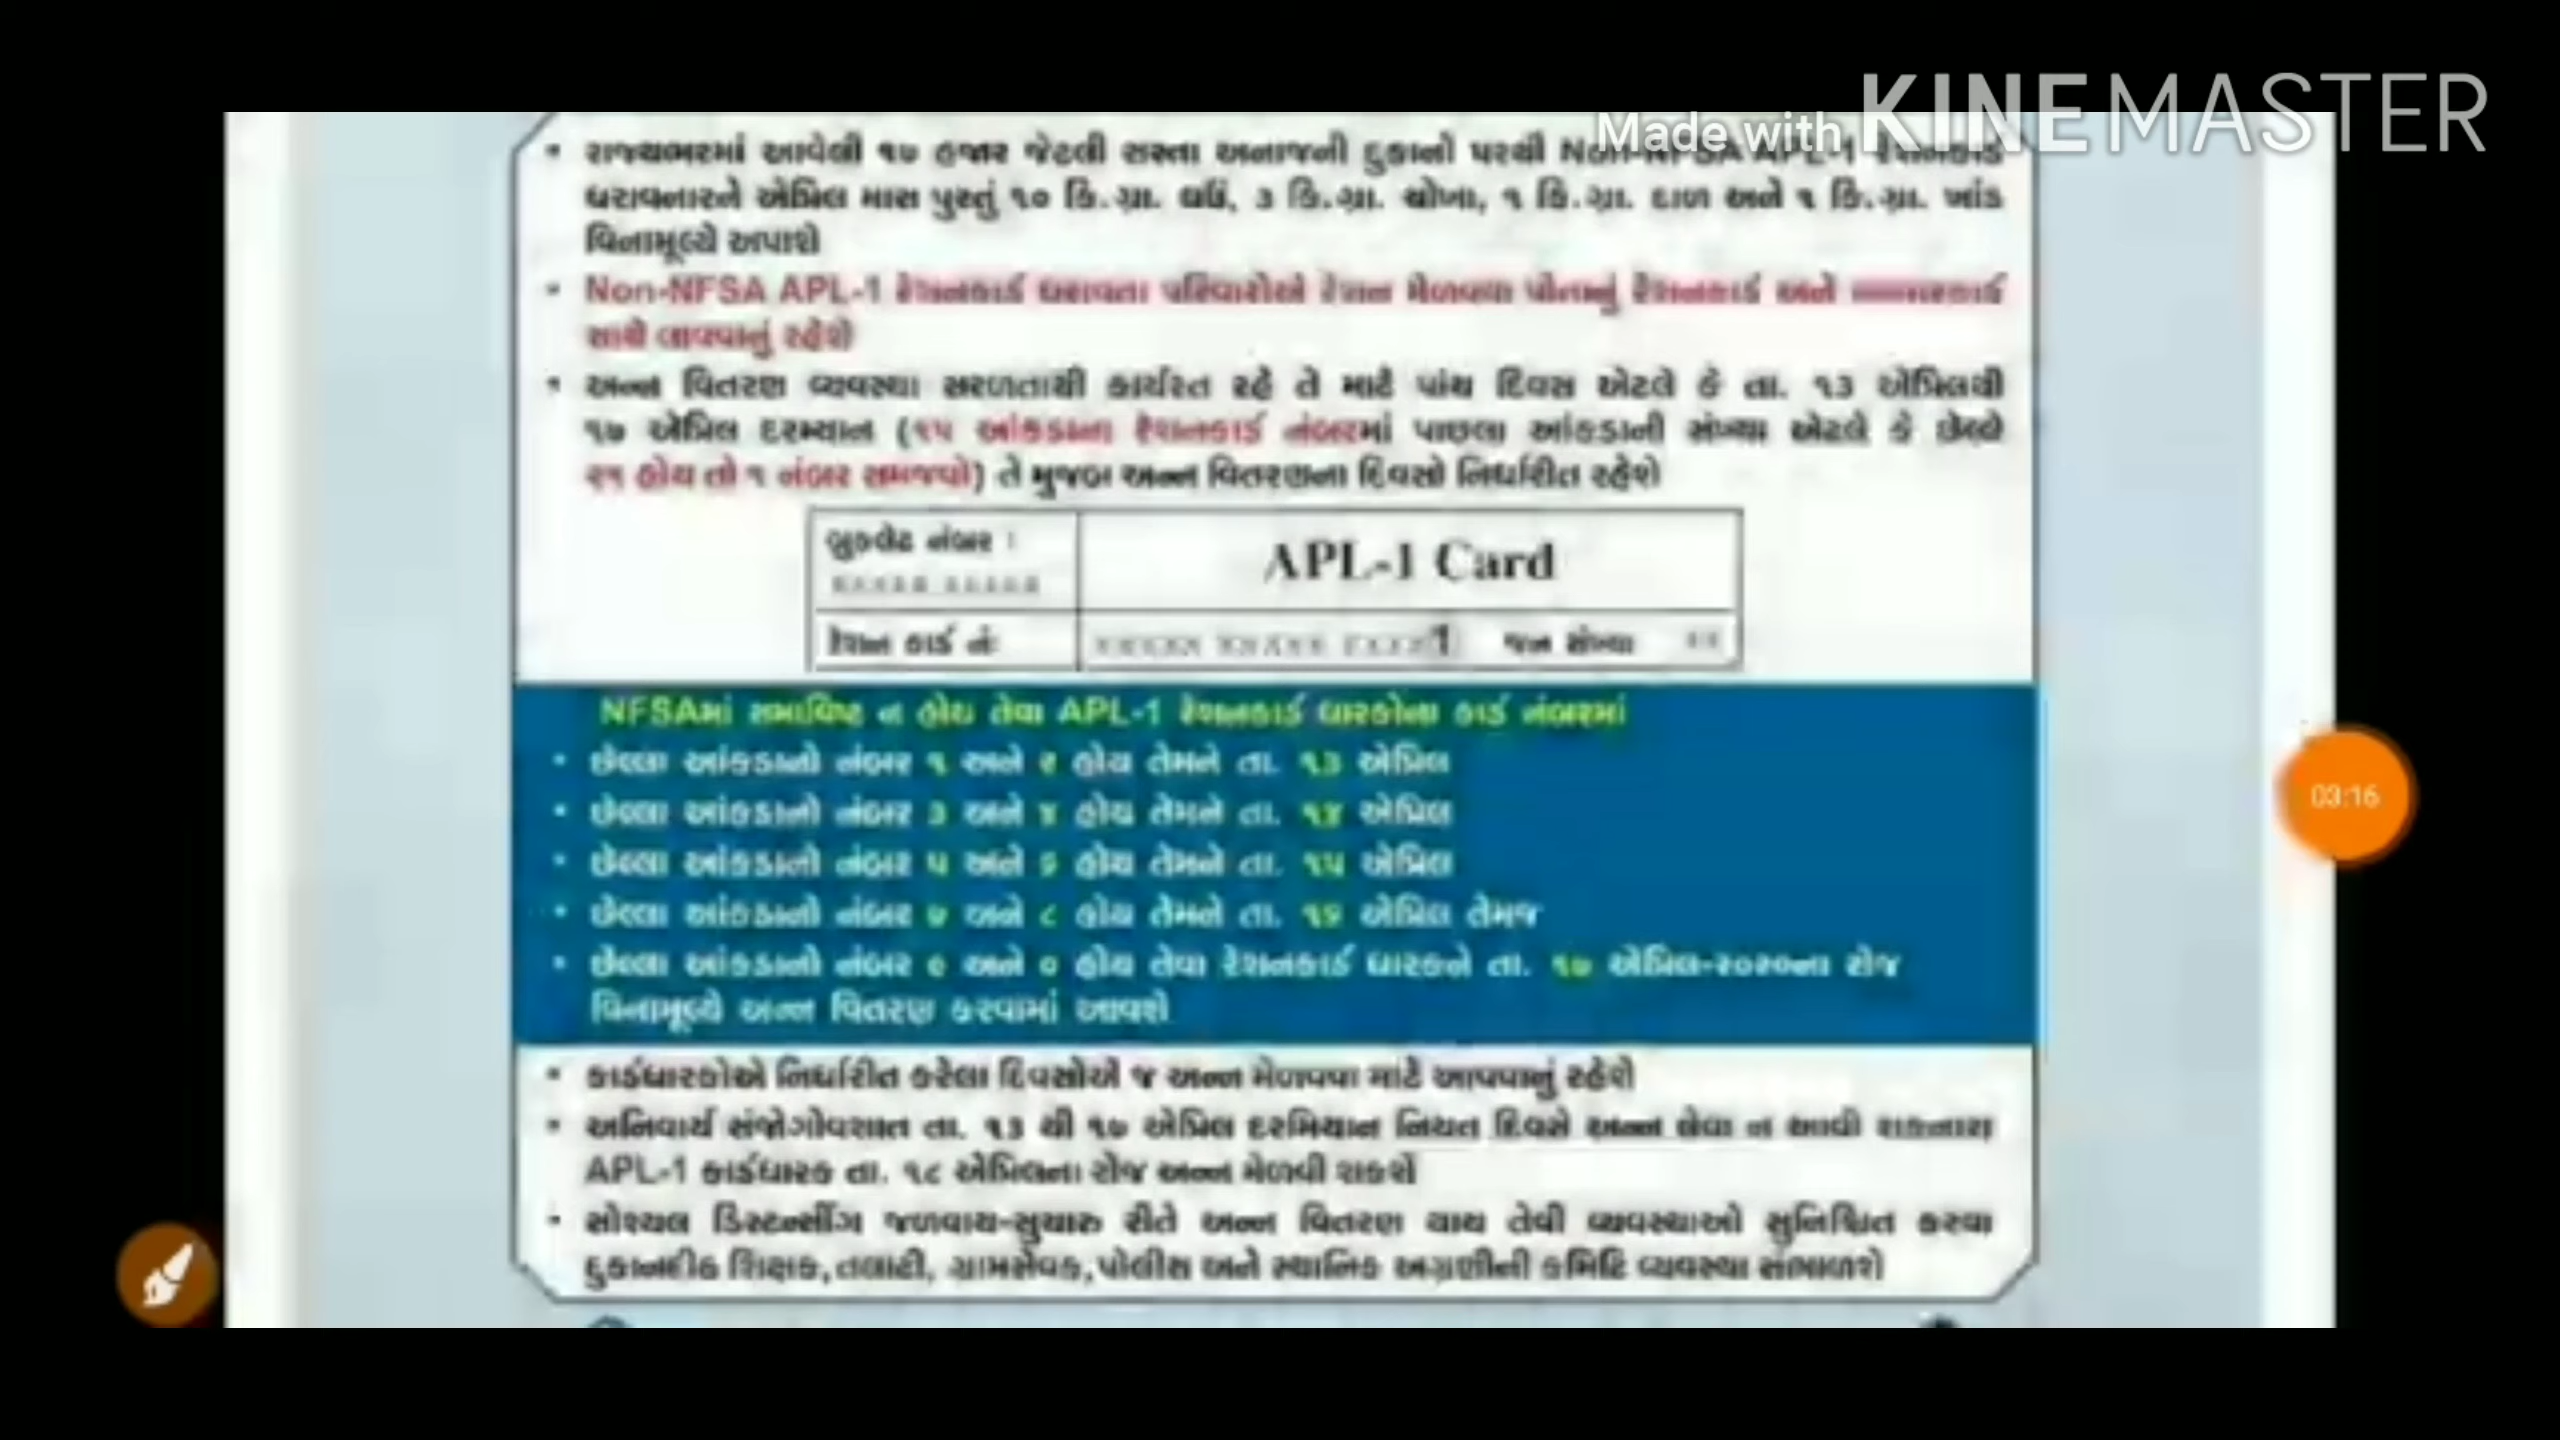 Made with KINEMASTER
રાજ્યભરમાં આવેલી ૧૭ હજાર જેટલી સસ્તા અનાજની દુકાનો પરથી Non-NFSA APL-1 રેશનકાર્ડ
ધરાવનારને એપ્રિલ માસ પુરતું ૧૦ કિ.ગ્રા. ઘઉં, ૩ કિ.ગ્રા. ચોખા, ૧ કિ.ગ્રા. દાળ અને ૧ કિ.ગ્રા. ખાંડ
વિનામૂલ્યે અપાશે
Non-NFSA APL-1 રેશનકાર્ડ ધરાવતા પરિવારોએ રેશન મેળવવા પોતાનું રેશનકાર્ડ અને
સાથે લાવવાનું રહેશે
અન્ન વિતરણ વ્યવસ્થા સરળતાથી કાર્યરત રહે તે માટે પાંચ દિવસ એટલે કે તા. ૧૩ એપ્રિલથી
૧૭ એપ્રિલ દરમ્યાન (૧૫ આંકડાના રેશનકાર્ડ નંબરમાં પાછલા આંકડાની સંખ્યા એટલે કે છેલ્લે
૨૧ હોય તો ૧ નંબર સમજવો) તે મુજબ અન્ન વિતરણના દિવસો નિર્ધારીત રહેશે
બુકલેટ નંબર :
APL-1 Card
રેશન કાર્ડ નં 1 જન સંખ્યા
NFSAમાં સમાવિષ્ટ ન હોય તેવા APL-1 રેશનકાર્ડ ધારકોના કાર્ડ નંબરમાં
છેલ્લા આંકડાનો નંબર ૧ અને ૨ હોય તેમને તા. ૧૩ એપ્રિલ
છેલ્લા આંકડાનો નંબર ૩ અને ૪ હોય તેમને તા. ૧૪ એપ્રિલ
છેલ્લા આંકડાનો નંબર ૫ અને ૬ હોય તેમને તા. ૧૫ એપ્રિલ
છેલ્લા આંકડાનો નંબર ૭ અને ૮ હોય તેમને તા. ૧૬ એપ્રિલ તેમજ
છેલ્લા આંકડાનો નંબર ૯ અને ૦ હોય તેવા રેશનકાર્ડ ધારકને તા. ૧૭ એપ્રિલ-૨૦૨૦ના રોજ
વિનામૂલ્યે અન્ન વિતરણ કરવામાં આવશે
03:16
કાર્ડધારકોએ નિર્ધારીત કરેલા દિવસોએ જ અન્ન મેળવવા માટે આવવાનું રહેશે
અનિવાર્ય સંજોગોવશાત તા. ૧૩ થી ૧૭ એપ્રિલ દરમિયાન નિયત દિવસે અન્ન લેવા ન આવી શકનારા
APL-1 કાર્ડધારક તા. ૧૮ એપ્રિલના રોજ અન્ન મેળવી શકશે
સોશ્યલ ડિસ્ટન્સીંગ જળવાય-સુચારુ રીતે અન્ન વિતરણ થાય તેવી વ્યવસ્થાઓ સુનિશ્ચિત કરવા
દુકાનદીઠ શિક્ષક, તલાટી, ગ્રામસેવક, પોલીસ અને સ્થાનિક અગ્રણીની કમિટિ વ્યવસ્થા સંભાળશે